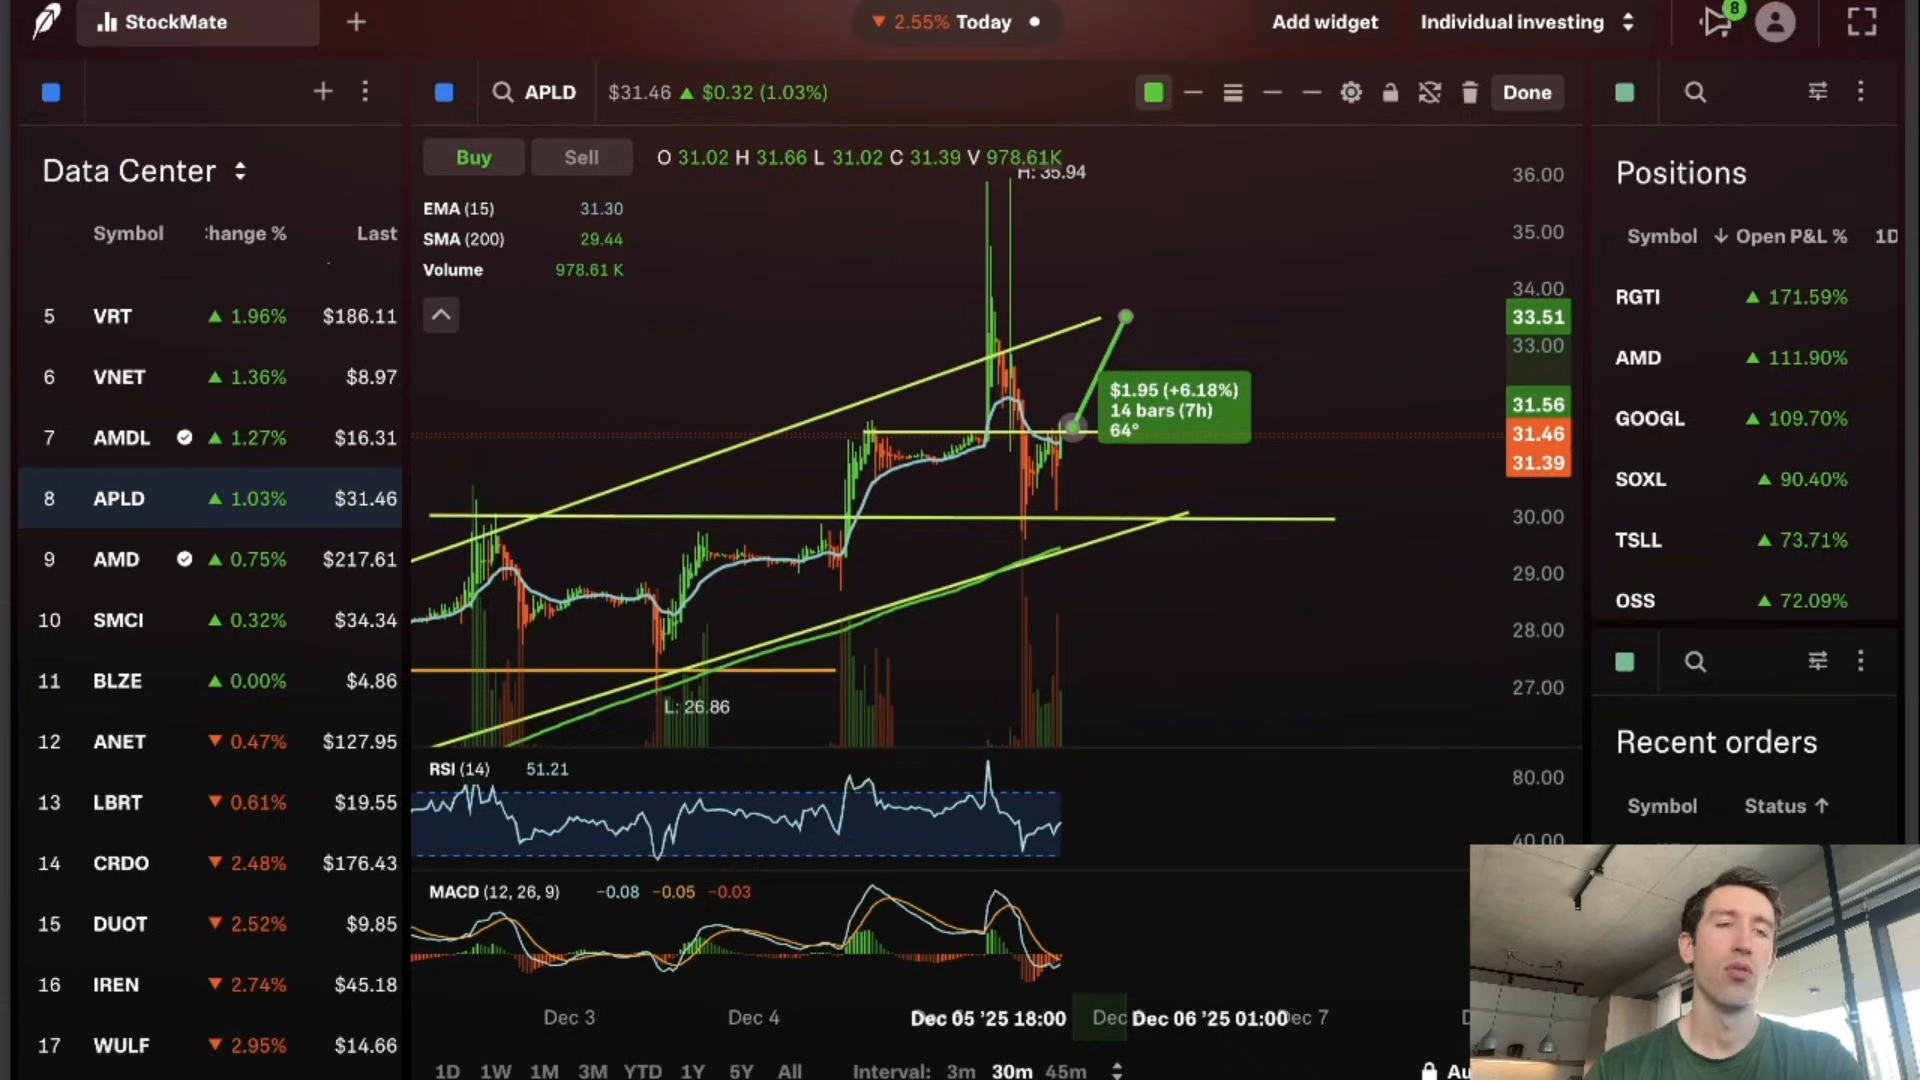 StockMate
+
2.55% Today
Add widget
Individual investing
8
APLD
$31.46 $0.32 (1.03%)
Done
Data Center
Symbol
Last
5 VRT 1.96% $186.11
6 VNET 1.36% $8.97
7 AMDL 1.27% $16.31
8 APLD 1.03% $31.46
9 AMD 0.75% $217.61
10 SMCI 0.32% $34.34
11 BLZE 0.00% $4.86
12 ANET 0.47% $127.95
13 LBRT 0.61% $19.55
14 CRDO 2.48% $176.43
15 DUOT 2.52% $9.85
16 IREN 2.74% $45.18
17 WULF 2.95% $14.66
Buy Sell
O 31.02 H 31.66 L 31.02 C 31.39 V 978.61K
H: 35.94
EMA (15) 31.30
SMA (200) 29.44
Volume 978.61 K
$1.95 (+6.18%)
14 bars (7h)
64°
L: 26.86
36.00
35.00
34.00
33.51
33.00
31.56
31.46
31.39
30.00
29.00
28.00
27.00
RSI (14) 51.21
80.00
40.00
MACD (12, 26, 9) −0.08 −0.05 −0.03
Dec 3 Dec 4 Dec 05 '25 18:00 Dec Dec 06 '25 01:00 Dec 7
1D 1W 1M 3M YTD 1Y 5Y All Interval: 3m 30m 45m
Positions
Symbol ↓ Open P&L % 1D
RGTI 171.59%
AMD 111.90%
GOOGL 109.70%
SOXL 90.40%
TSLL 73.71%
OSS 72.09%
Recent orders
Symbol Status ↑